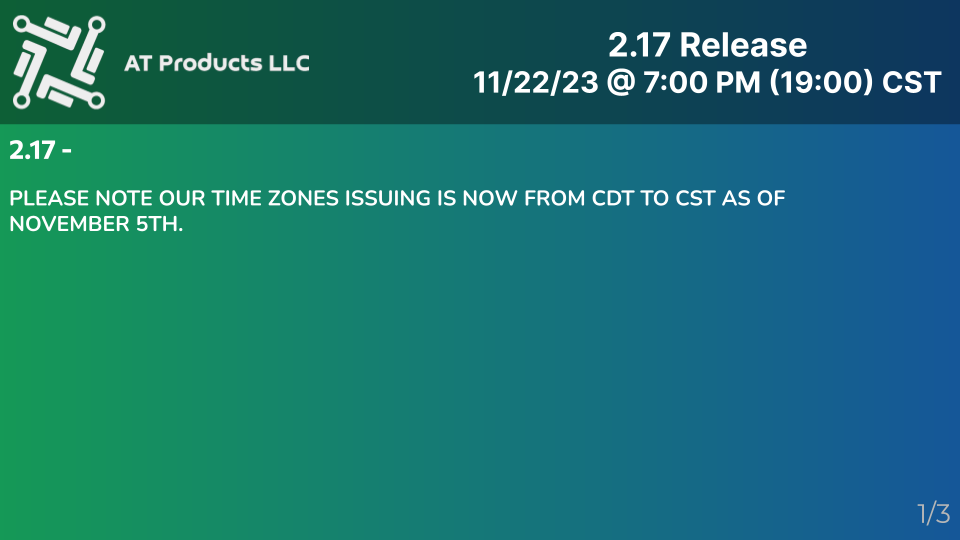 AT Products LLC
2.17 Release
11/22/23 @ 7:00 PM (19:00) CST
2.17 -
PLEASE NOTE OUR TIME ZONES ISSUING IS NOW FROM CDT TO CST AS OF
NOVEMBER 5TH.
1/3